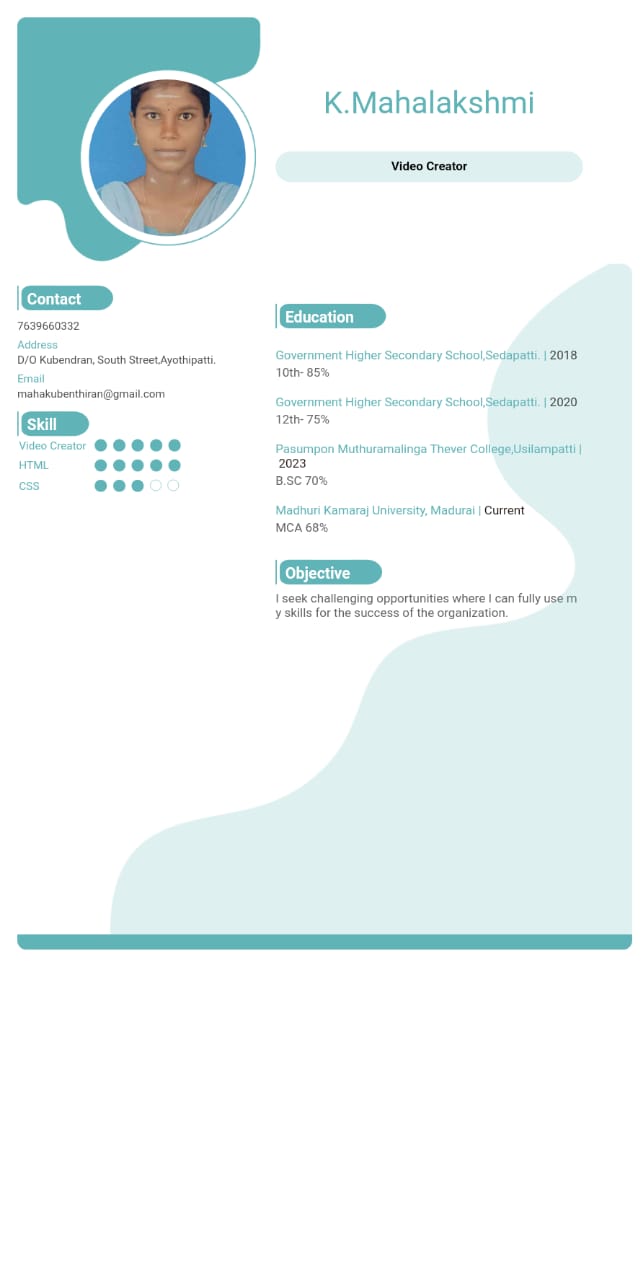 K.Mahalakshmi
Video Creator
Contact
7639660332
Address
D/O Kubendran, South Street,Ayothipatti.
Email
mahakubenthiran@gmail.com
Skill
Video Creator
HTML
CSS
Education
Government Higher Secondary School,Sedapatti. | 2018
10th- 85%
Government Higher Secondary School,Sedapatti. | 2020
12th- 75%
Pasumpon Muthuramalinga Thever College,Usilampatti |
2023
B.SC 70%
Madhuri Kamaraj University, Madurai | Current
MCA 68%
Objective
I seek challenging opportunities where I can fully use m
y skills for the success of the organization.